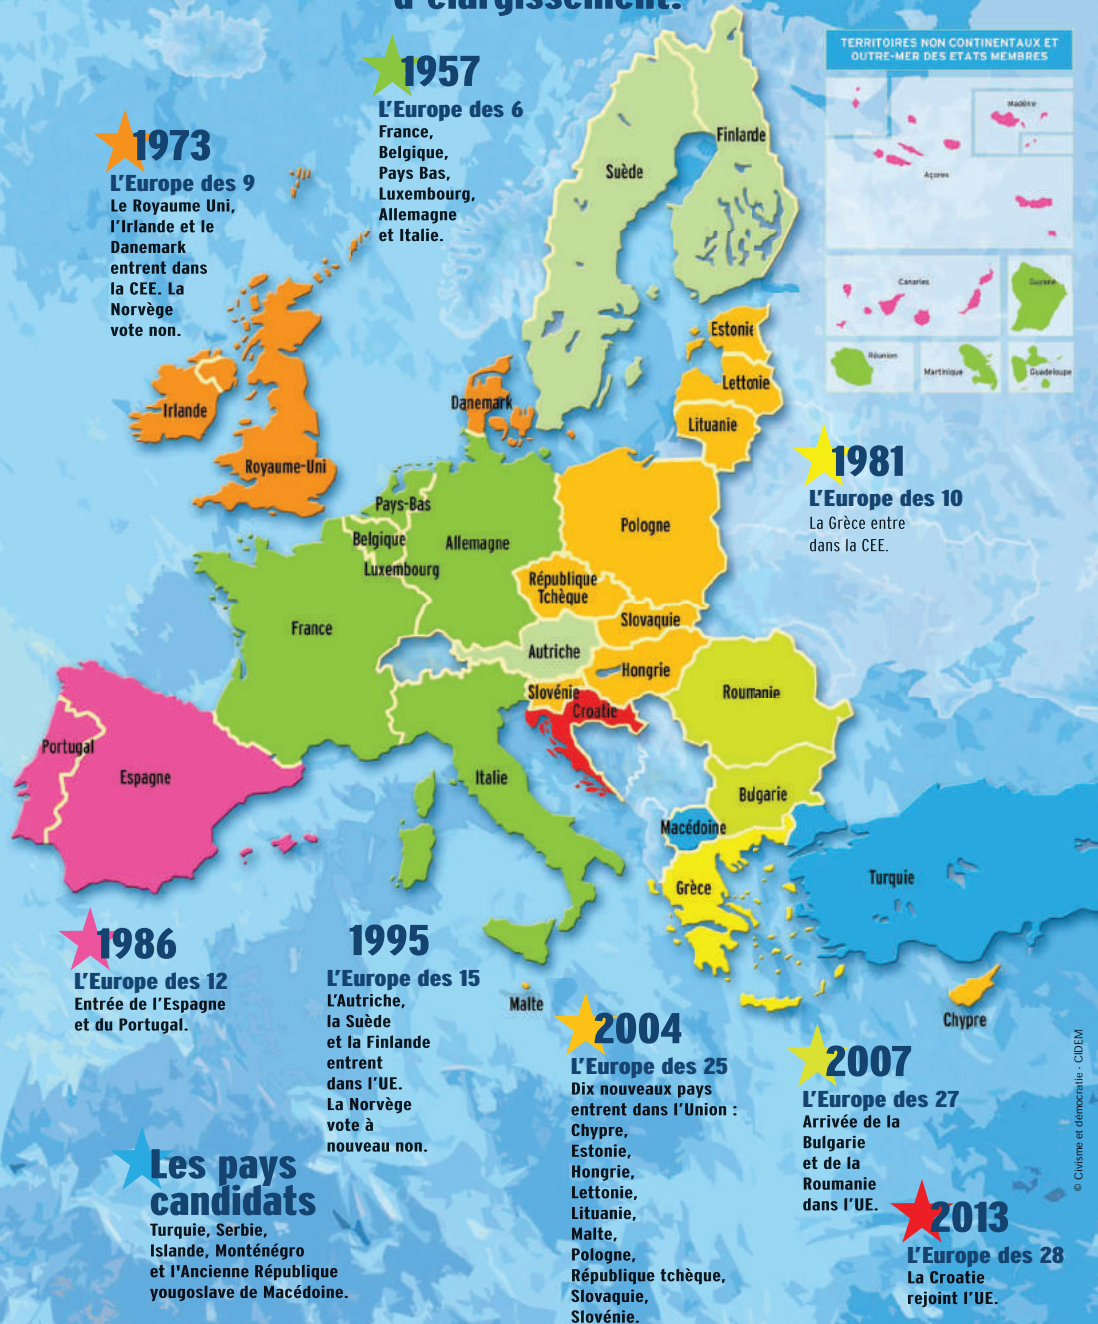 d'élargissement.
1957
L'Europe des 6
France,
Belgique,
Pays Bas,
Luxembourg,
Allemagne
et Italie.
1973
L'Europe des 9
Le Royaume Uni,
l'Irlande et le
Danemark
entrent dans
la CEE. La
Norvège
vote non.
TERRITOIRES NON CONTINENTAUX ET
OUTRE-MER DES ETATS MEMBRES
Madère
Açores
Canaries
Guyane
Réunion
Martinique
Guadeloupe
Finlande
Suède
Estonie
Lettonie
Lituanie
Danemark
Irlande
Royaume-Uni
Pays-Bas
Belgique
Luxembourg
Allemagne
Pologne
République
Tchèque
Slovaquie
France
Autriche
Hongrie
Slovénie
Croatie
Roumanie
Portugal
Espagne
Italie
Bulgarie
Macédoine
Grèce
Turquie
Malte
Chypre
1981
L'Europe des 10
La Grèce entre
dans la CEE.
1986
L'Europe des 12
Entrée de l'Espagne
et du Portugal.
1995
L'Europe des 15
L'Autriche,
la Suède
et la Finlande
entrent
dans l'UE.
La Norvège
vote à
nouveau non.
2004
L'Europe des 25
Dix nouveaux pays
entrent dans l'Union :
Chypre,
Estonie,
Hongrie,
Lettonie,
Lituanie,
Malte,
Pologne,
République tchèque,
Slovaquie,
Slovénie.
2007
L'Europe des 27
Arrivée de la
Bulgarie
et de la
Roumanie
dans l'UE.
2013
L'Europe des 28
La Croatie
rejoint l'UE.
Les pays
candidats
Turquie, Serbie,
Islande, Monténégro
et l'Ancienne République
yougoslave de Macédoine.
© Civisme et démocratie - CIDEM